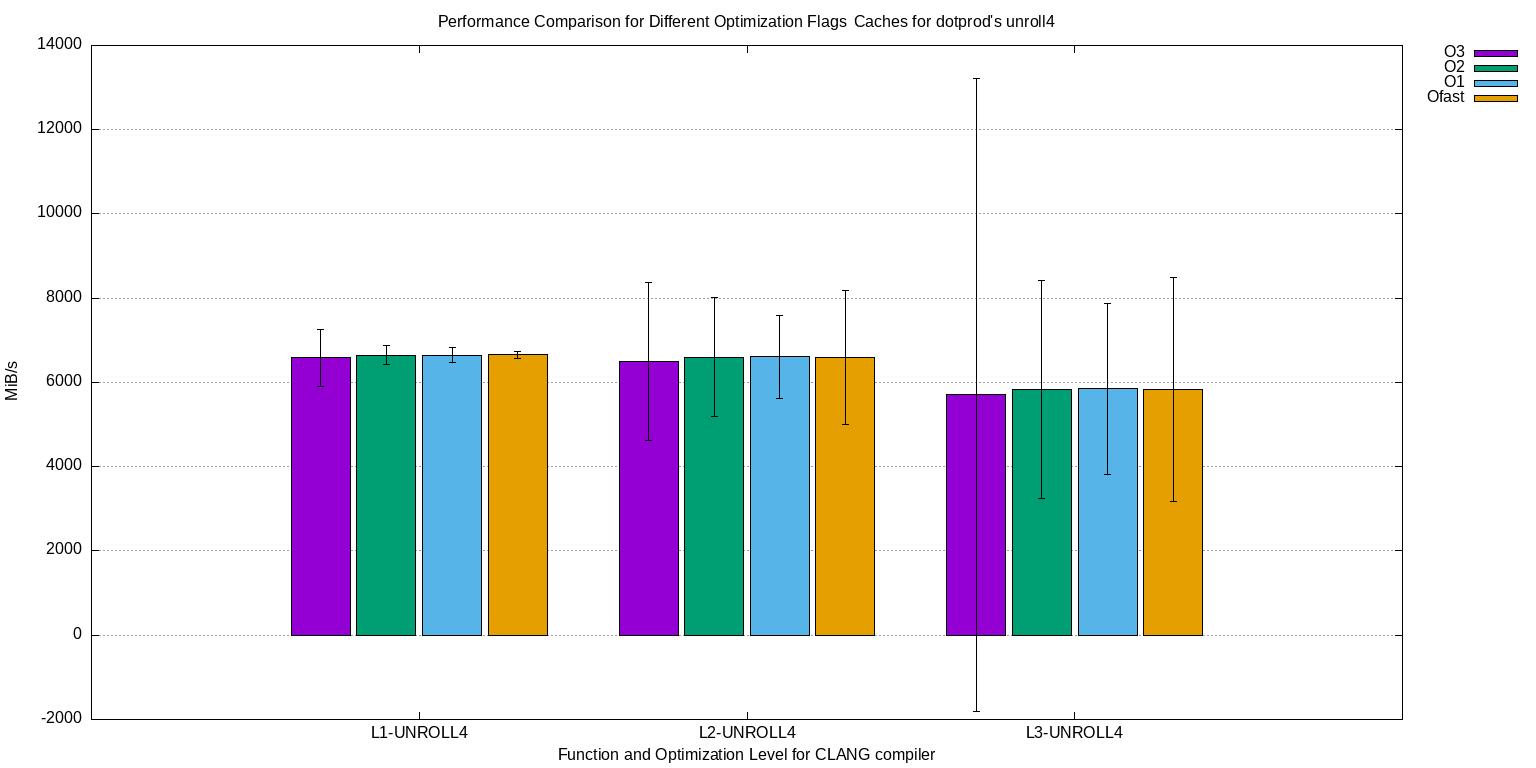 Performance Comparison for Different Optimization Flags  Caches for dotprod's unroll4
14000
12000
10000
8000
6000
4000
2000
0
-2000
MiB/s
O3
O2
O1
Ofast
L1-UNROLL4
L2-UNROLL4
L3-UNROLL4
Function and Optimization Level for CLANG compiler